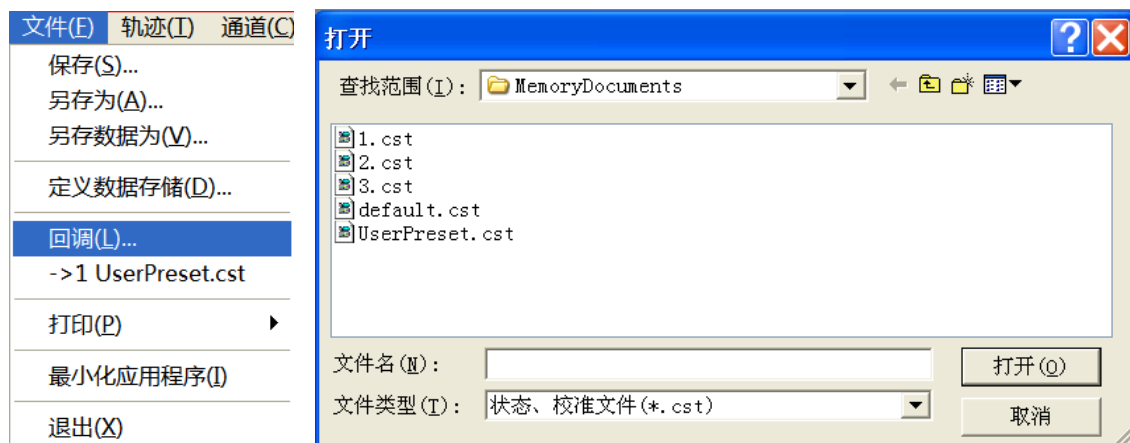 文件(F) 轨迹(T) 通道(C)
保存(S)...
另存为(A)...
另存数据为(V)...
定义数据存储(D)...
回调(L)...
->1 UserPreset.cst
打印(P)
最小化应用程序(I)
退出(X)
打开
查找范围(I): MemoryDocuments
1.cst
2.cst
3.cst
default.cst
UserPreset.cst
文件名(N):
打开(O)
文件类型(T): 状态、校准文件(*.cst)
取消